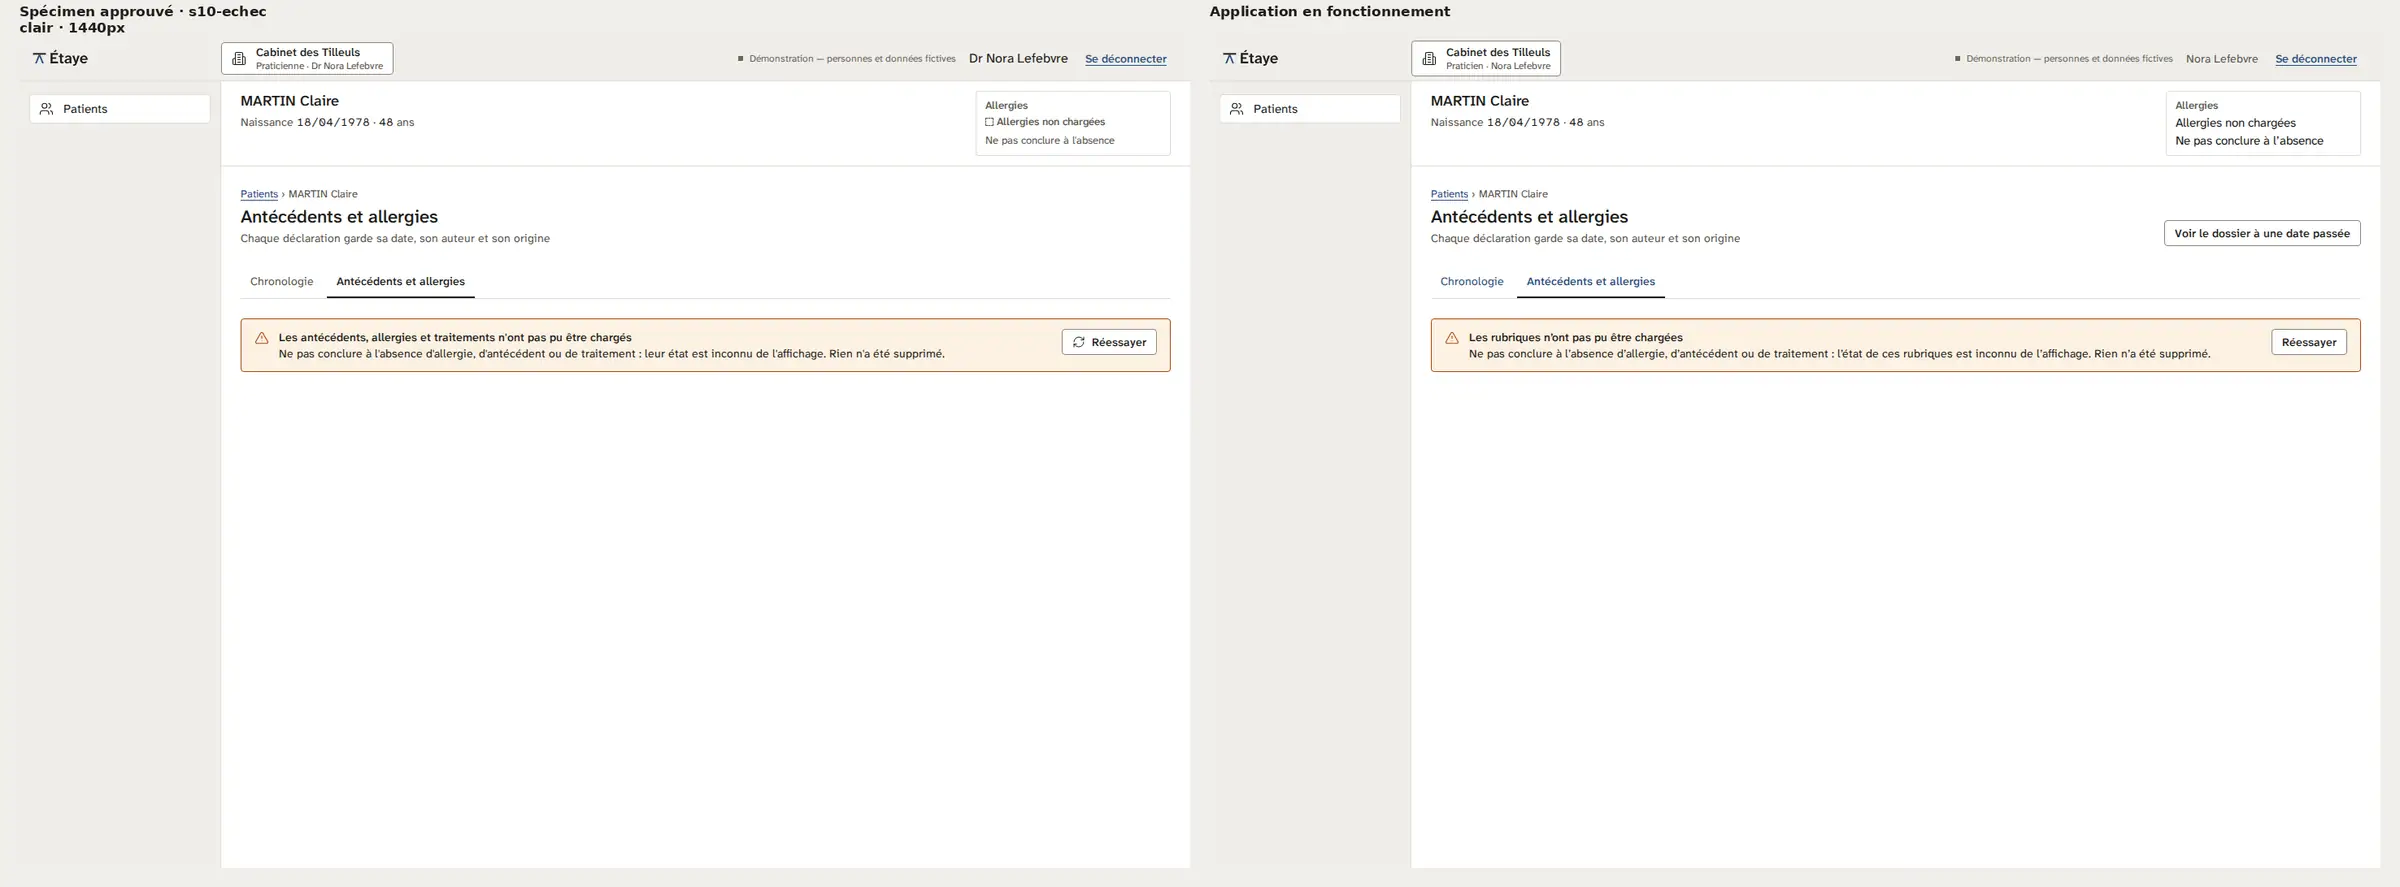 Spécimen approuvé · s10-echec
clair · 1440px
Étaye
Cabinet des Tilleuls
Praticienne · Dr Nora Lefebvre
Démonstration — personnes et données fictives
Dr Nora Lefebvre
Se déconnecter
Patients
MARTIN Claire
Naissance 18/04/1978 · 48 ans
Allergies
Allergies non chargées
Ne pas conclure à l'absence
Patients › MARTIN Claire
Antécédents et allergies
Chaque déclaration garde sa date, son auteur et son origine
Chronologie
Antécédents et allergies
Les antécédents, allergies et traitements n'ont pas pu être chargés
Ne pas conclure à l'absence d'allergie, d'antécédent ou de traitement : leur état est inconnu de l'affichage. Rien n'a été supprimé.
Réessayer
Application en fonctionnement
Étaye
Cabinet des Tilleuls
Praticien · Nora Lefebvre
Démonstration — personnes et données fictives
Nora Lefebvre
Se déconnecter
Patients
MARTIN Claire
Naissance 18/04/1978 · 48 ans
Allergies
Allergies non chargées
Ne pas conclure à l’absence
Patients › MARTIN Claire
Antécédents et allergies
Chaque déclaration garde sa date, son auteur et son origine
Voir le dossier à une date passée
Chronologie
Antécédents et allergies
Les rubriques n’ont pas pu être chargées
Ne pas conclure à l’absence d’allergie, d’antécédent ou de traitement : l’état de ces rubriques est inconnu de l’affichage. Rien n’a été supprimé.
Réessayer